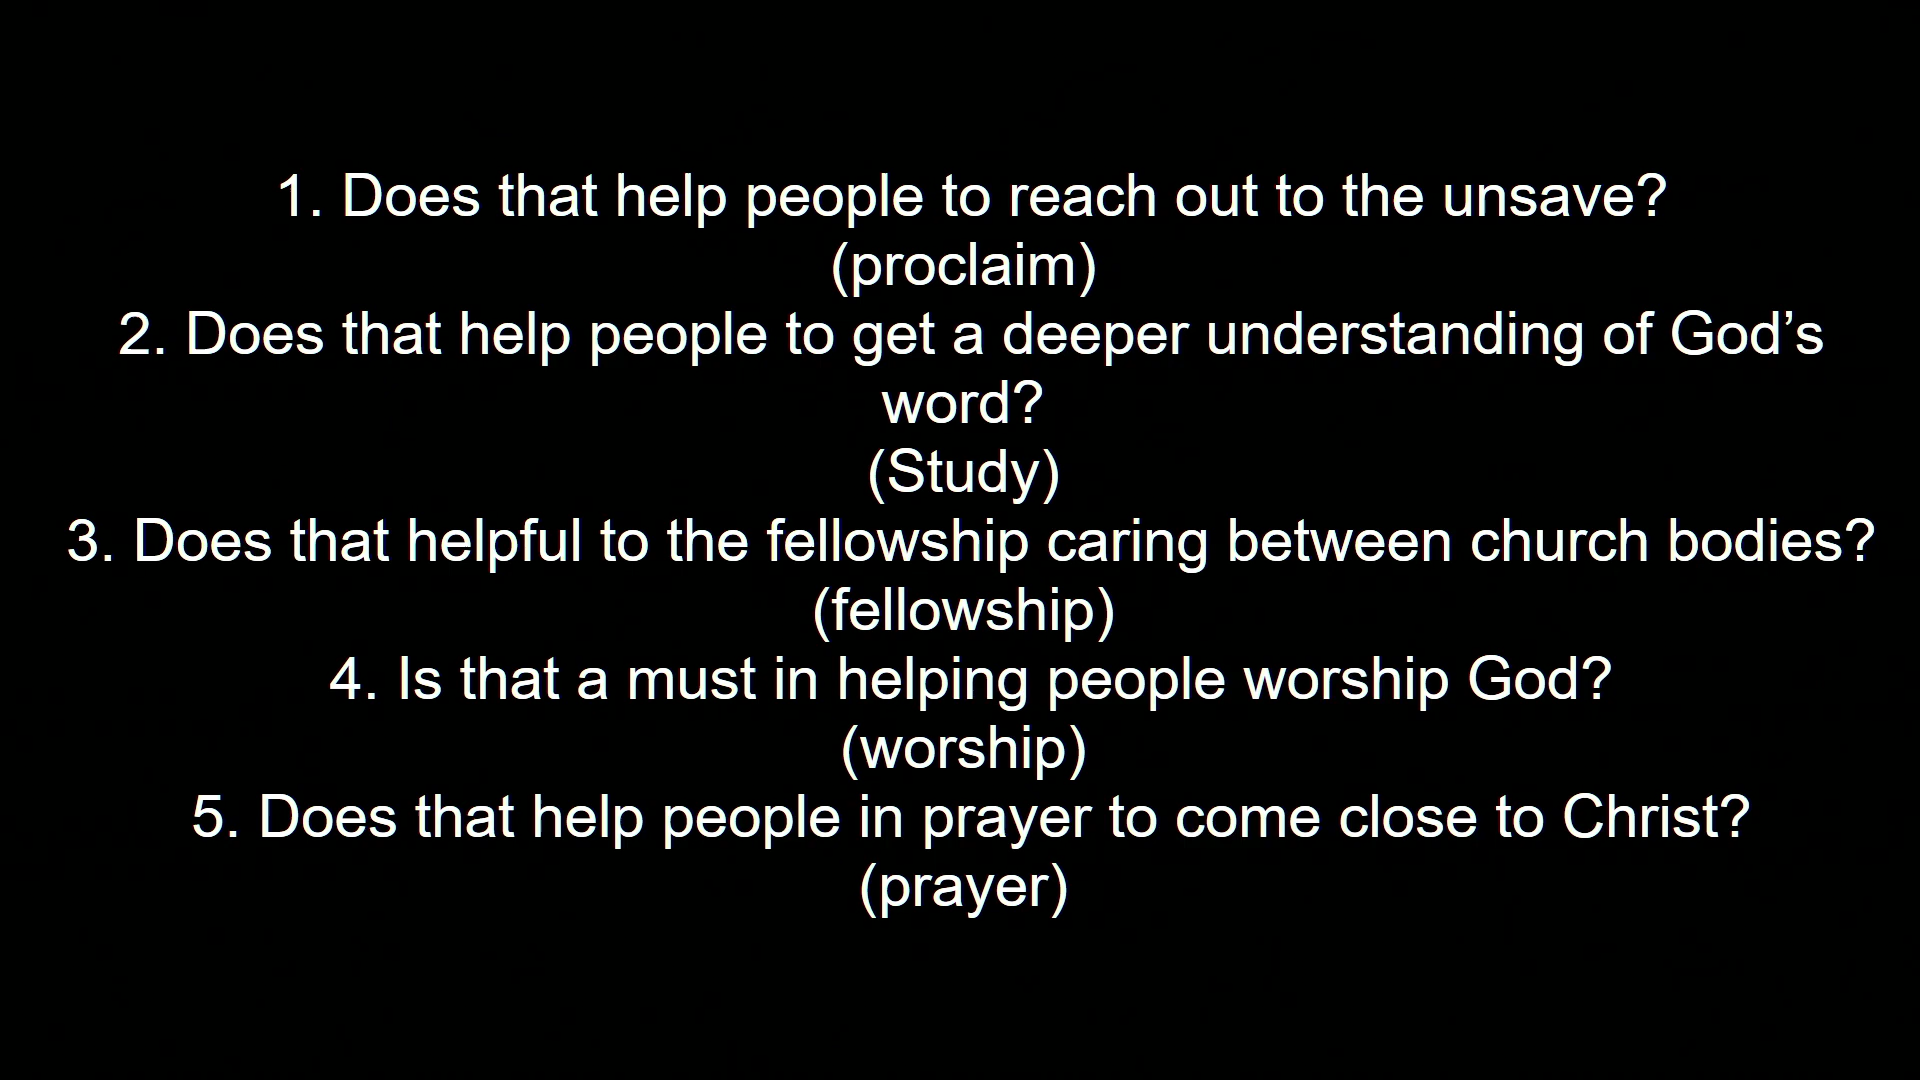 1. Does that help people to reach out to the unsave?
(proclaim)
2. Does that help people to get a deeper understanding of God’s
word?
(Study)
3. Does that helpful to the fellowship caring between church bodies?
(fellowship)
4. Is that a must in helping people worship God?
(worship)
5. Does that help people in prayer to come close to Christ?
(prayer)